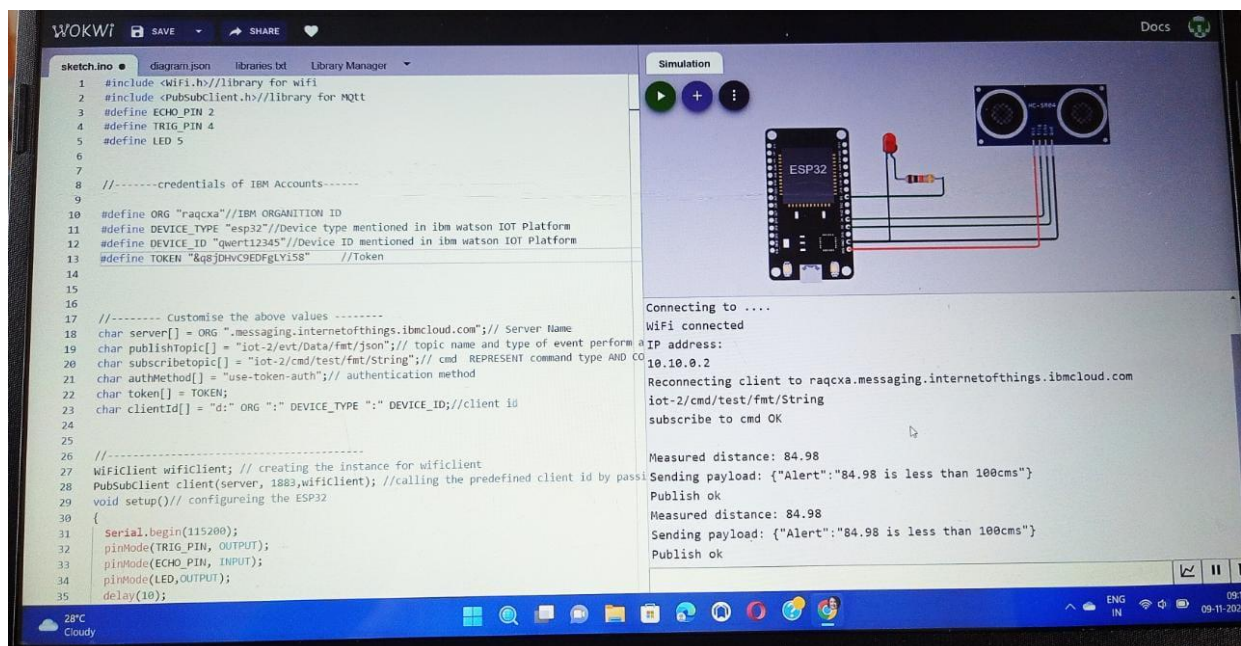 WOKWi SAVE SHARE Docs
sketch.ino diagram.json libraries.txt Library Manager
1 #include <WiFi.h>//library for wifi
2 #include <PubSubClient.h>//library for MQtt
3 #define ECHO_PIN 2
4 #define TRIG_PIN 4
5 #define LED 5
6
7
8 //-------credentials of IBM Accounts------
9
10 #define ORG "raqcxa"//IBM ORGANITION ID
11 #define DEVICE_TYPE "esp32"//Device type mentioned in ibm watson IOT Platform
12 #define DEVICE_ID "qwert12345"//Device ID mentioned in ibm watson IOT Platform
13 #define TOKEN "&q8jDHvC9EDFgLYi58" //Token
14
15
16
17 //-------- Customise the above values --------
18 char server[] = ORG ".messaging.internetofthings.ibmcloud.com";// Server Name
19 char publishTopic[] = "iot-2/evt/Data/fmt/json";// topic name and type of event perform a
20 char subscribetopic[] = "iot-2/cmd/test/fmt/String";// cmd REPRESENT command type AND CO
21 char authMethod[] = "use-token-auth";// authentication method
22 char token[] = TOKEN;
23 char clientId[] = "d:" ORG ":" DEVICE_TYPE ":" DEVICE_ID;//client id
24
25
26 //-----------------------------------------
27 WiFiClient wifiClient; // creating the instance for wificlient
28 PubSubClient client(server, 1883,wifiClient); //calling the predefined client id by passi
29 void setup()// configureing the ESP32
30 {
31 Serial.begin(115200);
32 pinMode(TRIG_PIN, OUTPUT);
33 pinMode(ECHO_PIN, INPUT);
34 pinMode(LED,OUTPUT);
35 delay(10);
Simulation
ESP32
HC-SR04
Connecting to ....
WiFi connected
IP address:
10.10.0.2
Reconnecting client to raqcxa.messaging.internetofthings.ibmcloud.com
iot-2/cmd/test/fmt/String
subscribe to cmd OK
Measured distance: 84.98
Sending payload: {"Alert":"84.98 is less than 100cms"}
Publish ok
Measured distance: 84.98
Sending payload: {"Alert":"84.98 is less than 100cms"}
Publish ok
28°C
Cloudy
ENG
IN